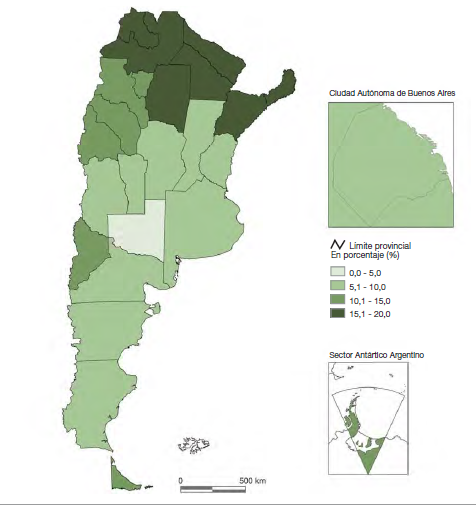 Ciudad Autónoma de Buenos Aires
Límite provincial
En porcentaje (%)
0,0 - 5,0
5,1 - 10,0
10,1 - 15,0
15,1 - 20,0
Sector Antártico Argentino
0 500 km